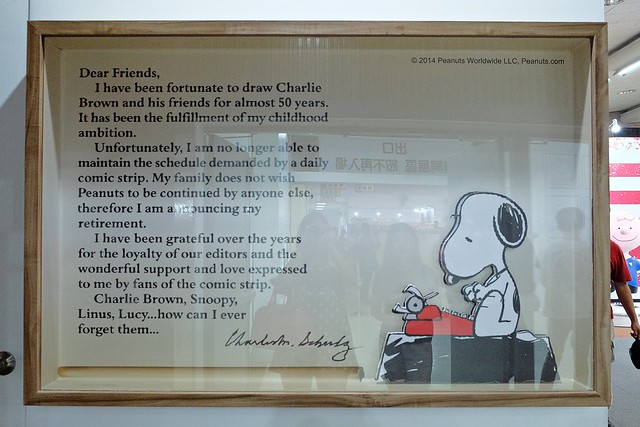 © 2014 Peanuts Worldwide LLC, Peanuts.com
Dear Friends,
I have been fortunate to draw Charlie
Brown and his friends for almost 50 years.
It has been the fulfillment of my childhood
ambition.
Unfortunately, I am no longer able to
maintain the schedule demanded by a daily
comic strip. My family does not wish
Peanuts to be continued by anyone else,
therefore I am announcing my
retirement.
I have been grateful over the years
for the loyalty of our editors and the
wonderful support and love expressed
to me by fans of the comic strip.
Charlie Brown, Snoopy,
Linus, Lucy...how can I ever
forget them...
Charles M. Schulz
出口